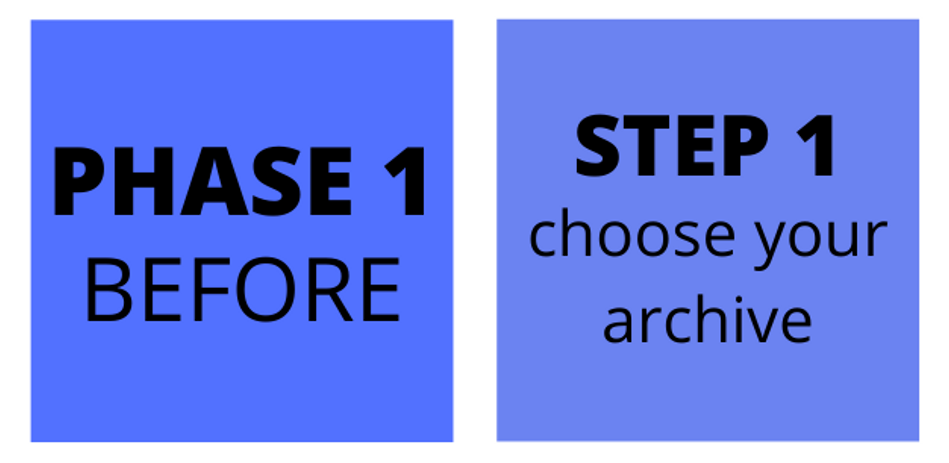 PHASE 1
BEFORE
STEP 1
choose your
archive